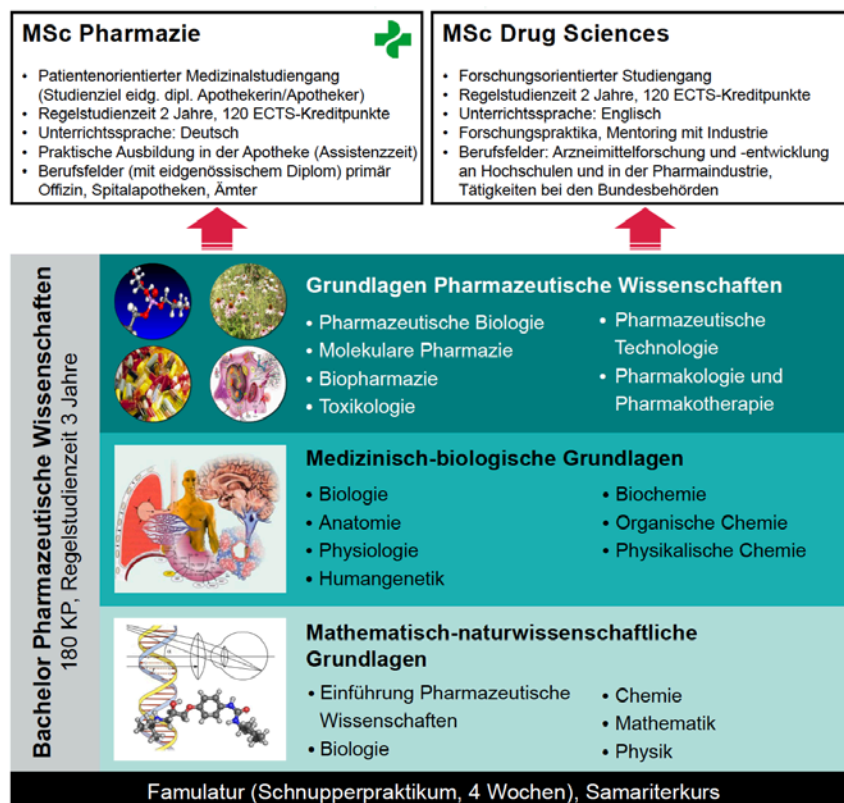 MSc Pharmazie
• Patientenorientierter Medizinalstudiengang
(Studienziel eidg. dipl. Apothekerin/Apotheker)
• Regelstudienzeit 2 Jahre, 120 ECTS-Kreditpunkte
• Unterrichtssprache: Deutsch
• Praktische Ausbildung in der Apotheke (Assistenzzeit)
• Berufsfelder (mit eidgenössischem Diplom) primär
Offizin, Spitalapotheken, Ämter
MSc Drug Sciences
• Forschungsorientierter Studiengang
• Regelstudienzeit 2 Jahre, 120 ECTS-Kreditpunkte
• Unterrichtssprache: Englisch
• Forschungspraktika, Mentoring mit Industrie
• Berufsfelder: Arzneimittelforschung und -entwicklung
an Hochschulen und in der Pharmaindustrie,
Tätigkeiten bei den Bundesbehörden
Bachelor Pharmazeutische Wissenschaften
180 KP, Regelstudienzeit 3 Jahre
Grundlagen Pharmazeutische Wissenschaften
• Pharmazeutische Biologie
• Molekulare Pharmazie
• Biopharmazie
• Toxikologie
• Pharmazeutische
Technologie
• Pharmakologie und
Pharmakotherapie
Medizinisch-biologische Grundlagen
• Biologie
• Anatomie
• Physiologie
• Humangenetik
• Biochemie
• Organische Chemie
• Physikalische Chemie
Mathematisch-naturwissenschaftliche
Grundlagen
• Einführung Pharmazeutische
Wissenschaften
• Biologie
• Chemie
• Mathematik
• Physik
Famulatur (Schnupperpraktikum, 4 Wochen), Samariterkurs